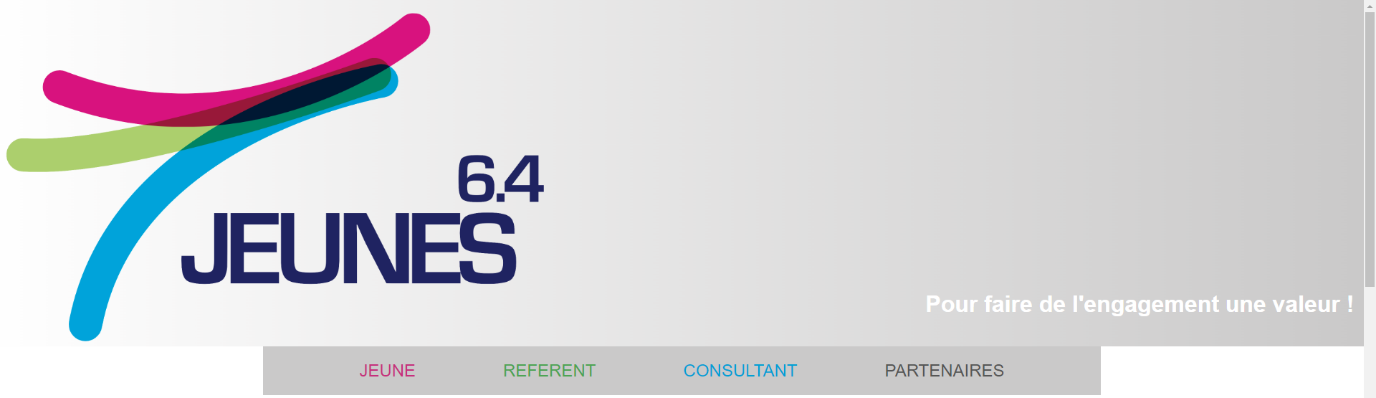 6.4
JEUNES
Pour faire de l'engagement une valeur !
JEUNE REFERENT CONSULTANT PARTENAIRES